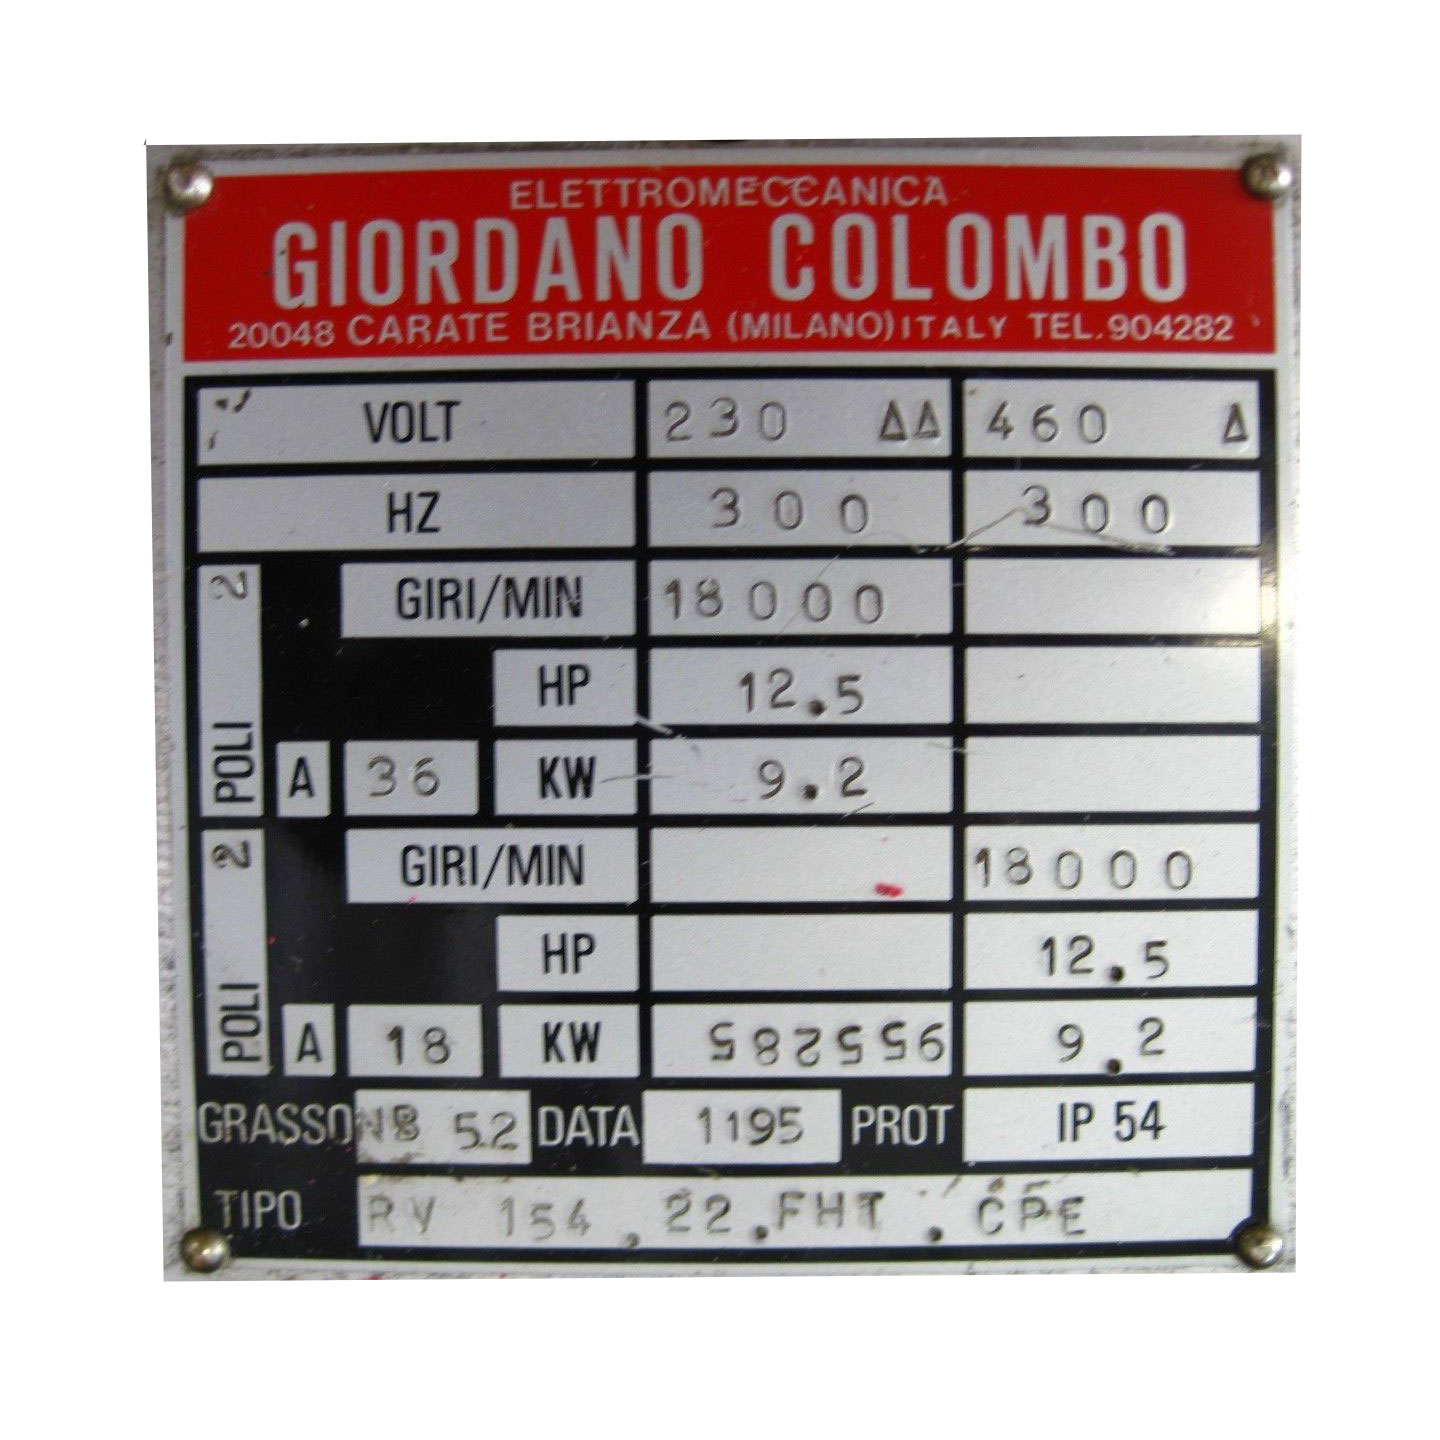 ELETTROMECCANICA
GIORDANO COLOMBO
20048 CARATE BRIANZA (MILANO) ITALY TEL. 904282
VOLT 230 ΔΔ 460 Δ
HZ 300 300
POLI 2
GIRI/MIN 18000
HP 12.5
A 36 KW 9.2
POLI 2
GIRI/MIN 18000
HP 12.5
A 18 KW 955285 9.2
GRASSO NB 52 DATA 1195 PROT IP 54
TIPO RV 154.22.FHT.CPE